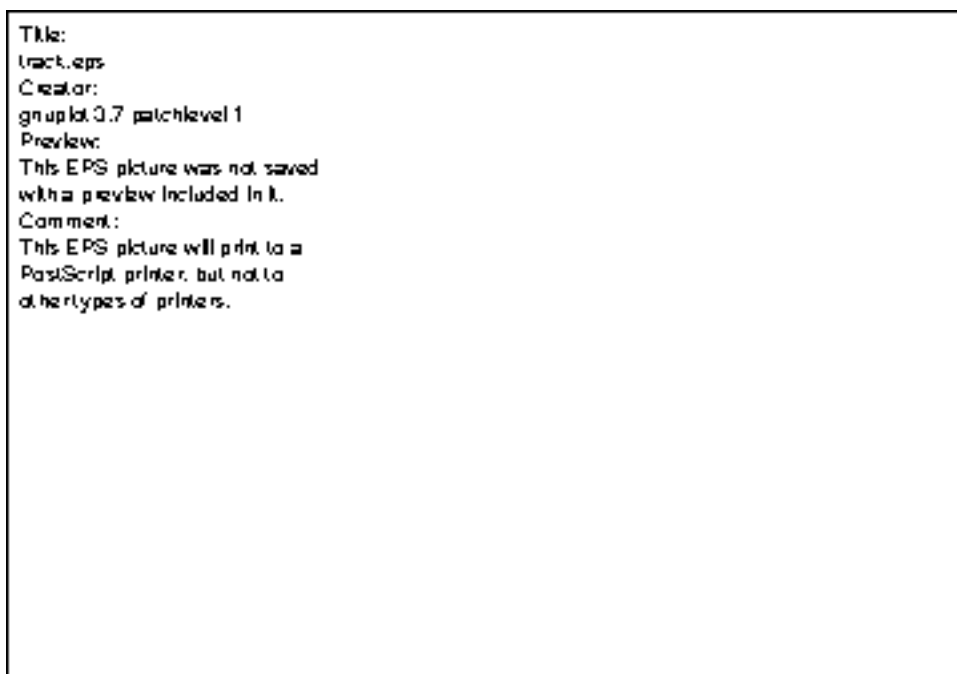 Title:
track.eps
Creator:
gnuplot 3.7 patchlevel 1
Preview:
This EPS picture was not saved
with a preview included in it.
Comment:
This EPS picture will print to a
PostScript printer, but not to
other types of printers.